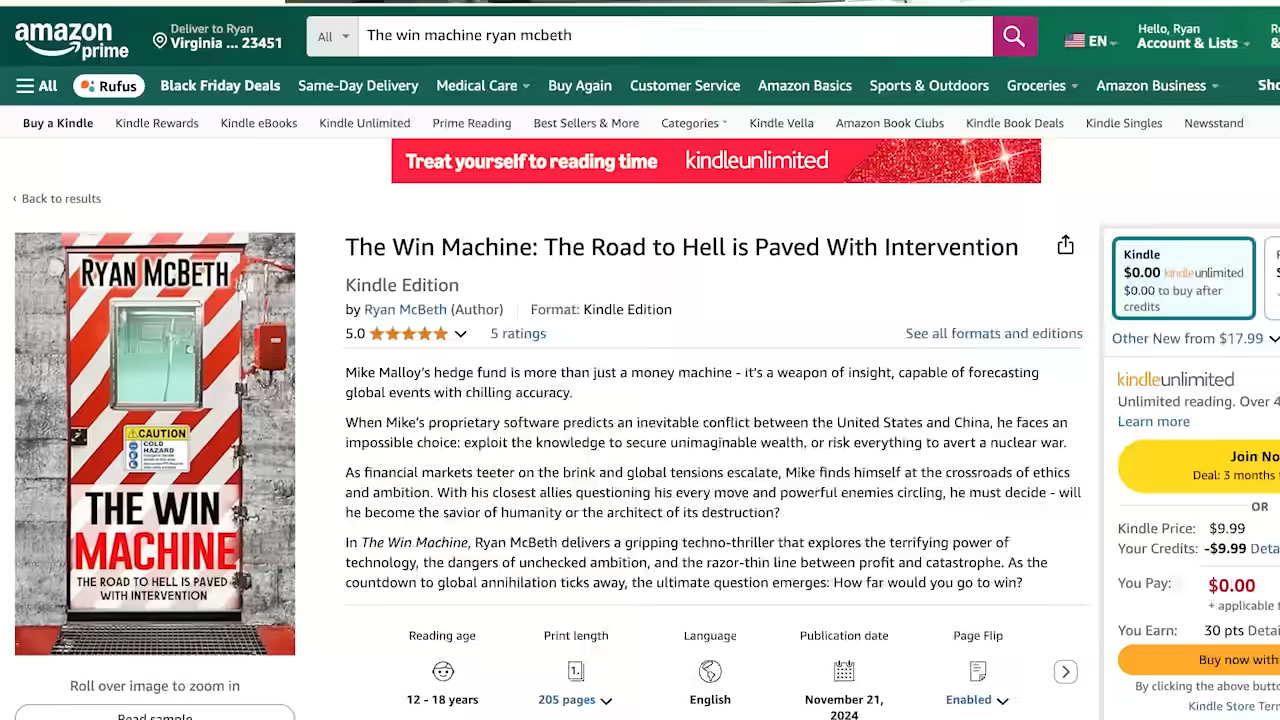 amazon prime
Deliver to Ryan
Virginia ... 23451
All
The win machine ryan mcbeth
EN
Hello, Ryan
Account & Lists
All
Rufus
Black Friday Deals
Same-Day Delivery
Medical Care
Buy Again
Customer Service
Amazon Basics
Sports & Outdoors
Groceries
Amazon Business
Buy a Kindle
Kindle Rewards
Kindle eBooks
Kindle Unlimited
Prime Reading
Best Sellers & More
Categories
Kindle Vella
Amazon Book Clubs
Kindle Book Deals
Kindle Singles
Newsstand
Treat yourself to reading time kindleunlimited
‹ Back to results
RYAN MCBETH
CAUTION
COLD
HAZARD
THE WIN
MACHINE
THE ROAD TO HELL IS PAVED
WITH INTERVENTION
Roll over image to zoom in
Read sample
The Win Machine: The Road to Hell is Paved With Intervention
Kindle Edition
by Ryan McBeth (Author) Format: Kindle Edition
5.0 5 ratings
See all formats and editions
Mike Malloy's hedge fund is more than just a money machine - it's a weapon of insight, capable of forecasting
global events with chilling accuracy.
When Mike's proprietary software predicts an inevitable conflict between the United States and China, he faces an
impossible choice: exploit the knowledge to secure unimaginable wealth, or risk everything to avert a nuclear war.
As financial markets teeter on the brink and global tensions escalate, Mike finds himself at the crossroads of ethics
and ambition. With his closest allies questioning his every move and powerful enemies circling, he must decide - will
he become the savior of humanity or the architect of its destruction?
In The Win Machine, Ryan McBeth delivers a gripping techno-thriller that explores the terrifying power of
technology, the dangers of unchecked ambition, and the razor-thin line between profit and catastrophe. As the
countdown to global annihilation ticks away, the ultimate question emerges: How far would you go to win?
Reading age
12 - 18 years
Print length
1.
205 pages
Language
English
Publication date
November 21,
2024
Page Flip
Enabled
Kindle
$0.00 kindleunlimited
$0.00 to buy after
credits
Other New from $17.99
kindleunlimited
Unlimited reading. Over 4
Learn more
Join No
Deal: 3 months
OR
Kindle Price: $9.99
Your Credits: -$9.99 Deta
You Pay: $0.00
+ applicable t
You Earn: 30 pts Detai
Buy now with
By clicking the above butto
Kindle Store Ter